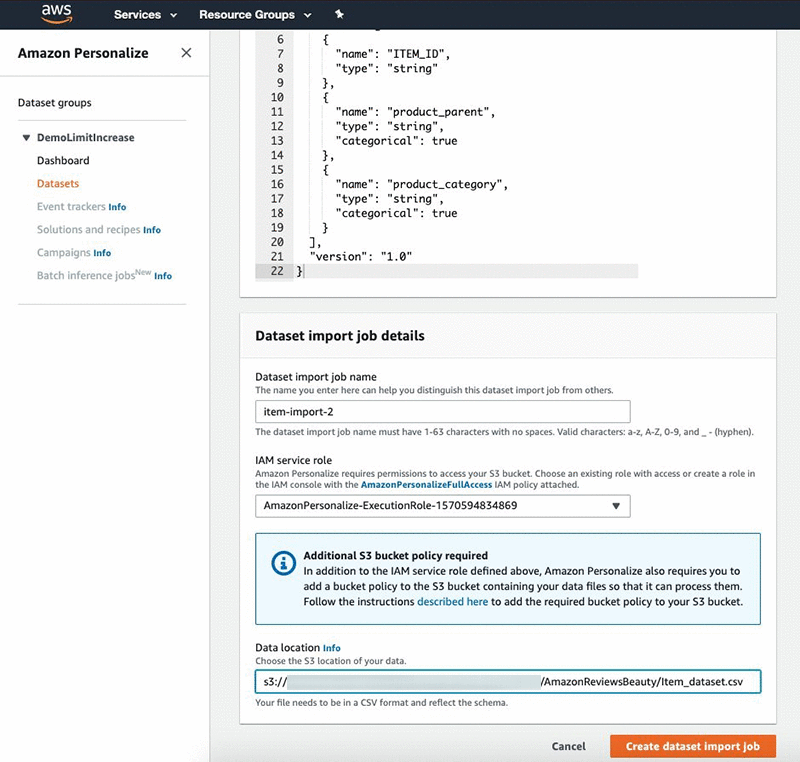 aws
Services
Resource Groups
Amazon Personalize
Dataset groups
DemoLimitIncrease
Dashboard
Datasets
Event trackers Info
Solutions and recipes Info
Campaigns Info
Batch inference jobs New Info
6 {
7 "name": "ITEM_ID",
8 "type": "string"
9 },
10 {
11 "name": "product_parent",
12 "type": "string",
13 "categorical": true
14 },
15 {
16 "name": "product_category",
17 "type": "string",
18 "categorical": true
19 }
20 ],
21 "version": "1.0"
22 }
Dataset import job details
Dataset import job name
The name you enter here can help you distinguish this dataset import job from others.
item-import-2
The dataset import job name must have 1-63 characters with no spaces. Valid characters: a-z, A-Z, 0-9, and _ - (hyphen).
IAM service role
Amazon Personalize requires permissions to access your S3 bucket. Choose an existing role with access or create a role in
the IAM console with the AmazonPersonalizeFullAccess IAM policy attached.
AmazonPersonalize-ExecutionRole-1570594834869
Additional S3 bucket policy required
In addition to the IAM service role defined above, Amazon Personalize also requires you to
add a bucket policy to the S3 bucket containing your data files so that it can process them.
Follow the instructions described here to add the required bucket policy to your S3 bucket.
Data location Info
Choose the S3 location of your data.
s3:// /AmazonReviewsBeauty/Item_dataset.csv
Your file needs to be in a CSV format and reflect the schema.
Cancel
Create dataset import job